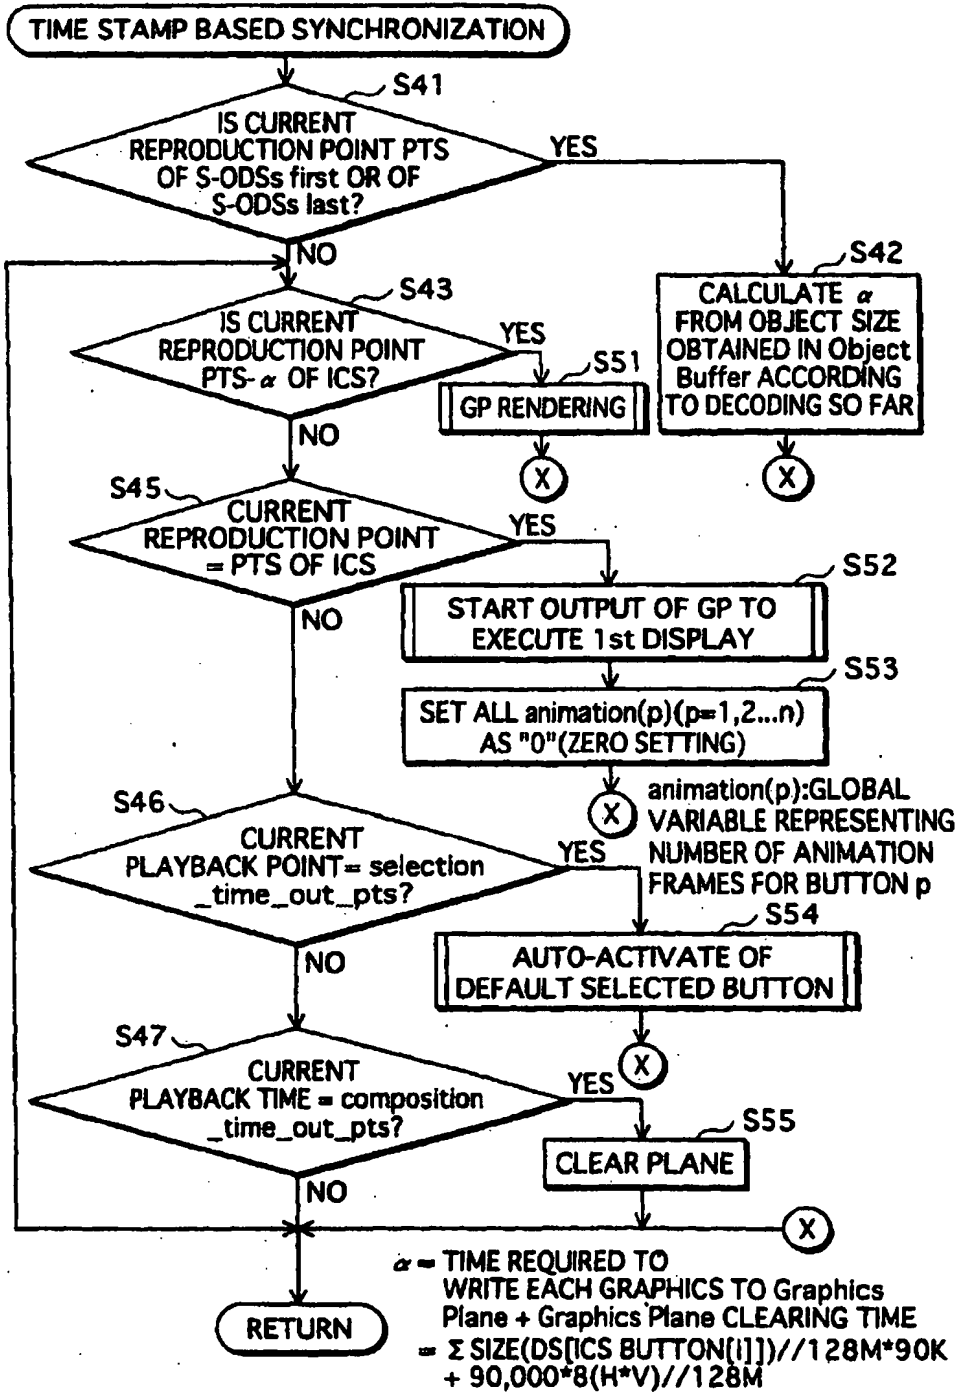 TIME STAMP BASED SYNCHRONIZATION
S41
IS CURRENT
REPRODUCTION POINT PTS
OF S-ODSs first OR OF
S-ODSs last?
YES
NO
S42
CALCULATE α
FROM OBJECT SIZE
OBTAINED IN Object
Buffer ACCORDING
TO DECODING SO FAR
X
S43
IS CURRENT
REPRODUCTION POINT
PTS-α OF ICS?
YES
S51
GP RENDERING
X
NO
S45
CURRENT
REPRODUCTION POINT
= PTS OF ICS
YES
NO
S52
START OUTPUT OF GP TO
EXECUTE 1st DISPLAY
S53
SET ALL animation(p)(p=1,2...n)
AS "0"(ZERO SETTING)
X
animation(p):GLOBAL
VARIABLE REPRESENTING
NUMBER OF ANIMATION
FRAMES FOR BUTTON p
S46
CURRENT
PLAYBACK POINT= selection
_time_out_pts?
YES
NO
S54
AUTO-ACTIVATE OF
DEFAULT SELECTED BUTTON
X
S47
CURRENT
PLAYBACK TIME = composition
_time_out_pts?
YES
NO
S55
CLEAR PLANE
X
RETURN
α = TIME REQUIRED TO
WRITE EACH GRAPHICS TO Graphics
Plane + Graphics Plane CLEARING TIME
= Σ SIZE(DS[ICS BUTTON[i]])//128M*90K
+ 90,000*8(H*V)//128M